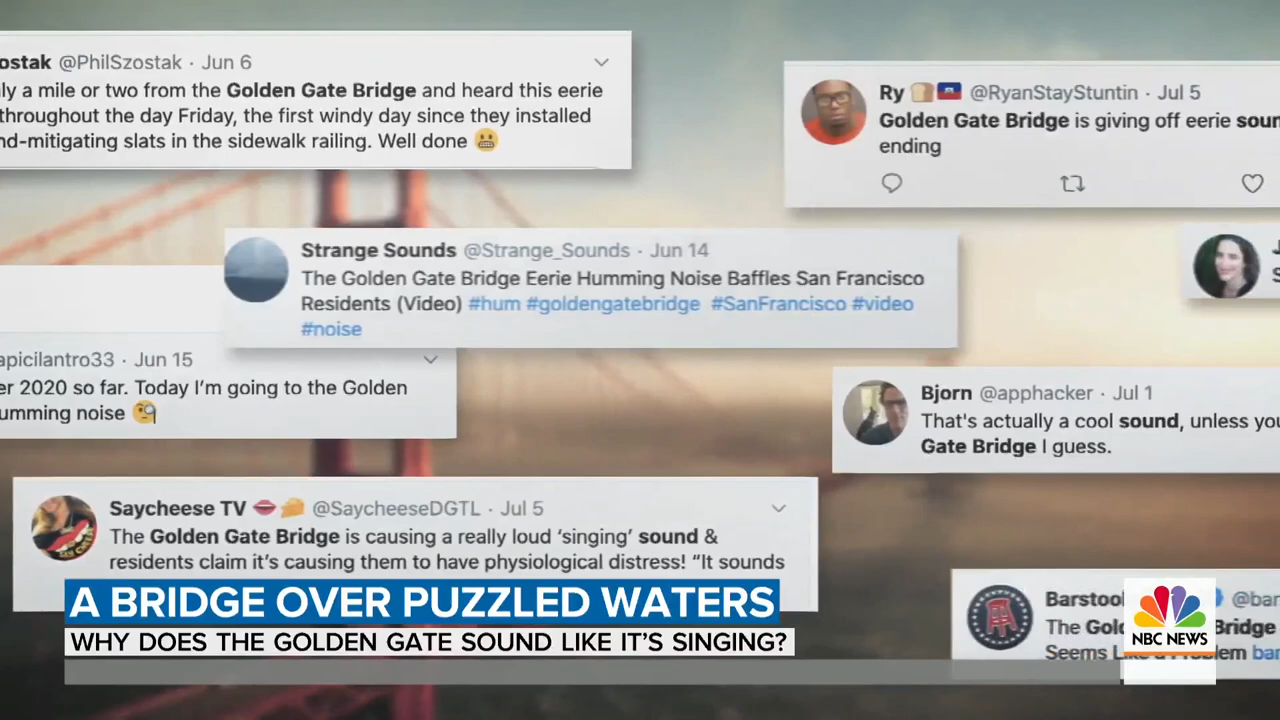 ostak @PhilSzostak · Jun 6
ly a mile or two from the Golden Gate Bridge and heard this eerie
throughout the day Friday, the first windy day since they installed
nd-mitigating slats in the sidewalk railing. Well done 😬
Ry 🍞🇭🇹 @RyanStayStuntin · Jul 5
Golden Gate Bridge is giving off eerie soun
ending
Strange Sounds @Strange_Sounds · Jun 14
The Golden Gate Bridge Eerie Humming Noise Baffles San Francisco
Residents (Video) #hum #goldengatebridge #SanFrancisco #video
#noise
apicilantro33 · Jun 15
er 2020 so far. Today I'm going to the Golden
umming noise 🧐
Bjorn @apphacker · Jul 1
That's actually a cool sound, unless you
Gate Bridge I guess.
Saycheese TV 👄🧀 @SaycheeseDGTL · Jul 5
The Golden Gate Bridge is causing a really loud 'singing' sound &
residents claim it's causing them to have physiological distress! "It sounds
Barstool @bar
The Gold Bridge
Seems Like a Problem bar
A BRIDGE OVER PUZZLED WATERS
WHY DOES THE GOLDEN GATE SOUND LIKE IT'S SINGING?
NBC NEWS